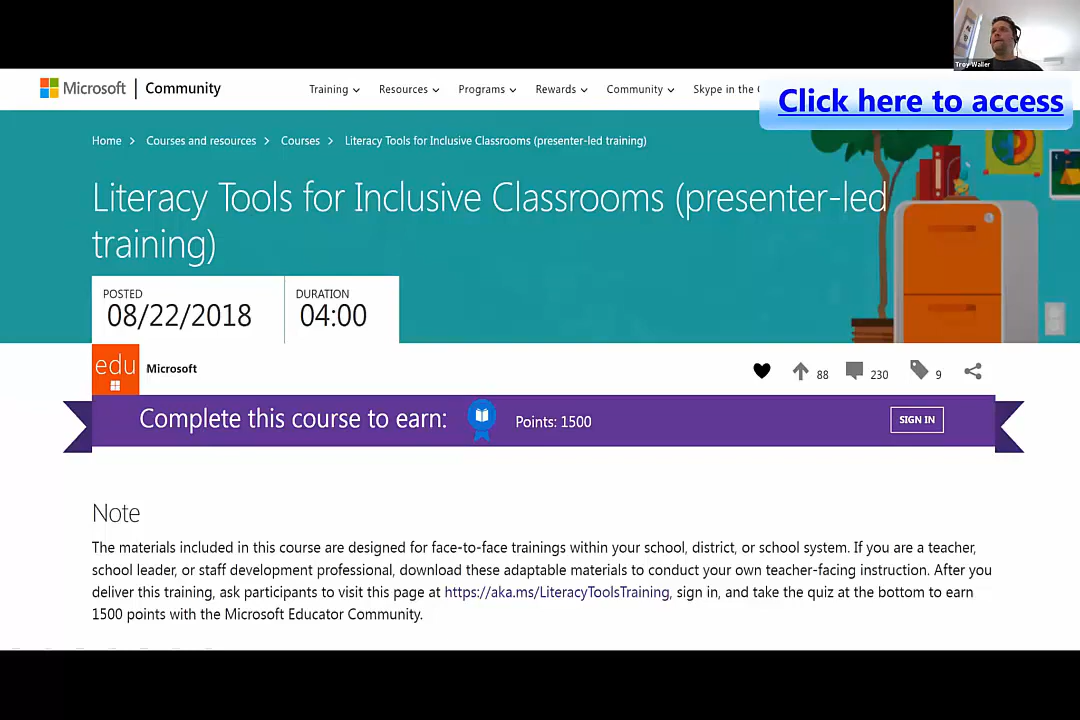 Troy Waller
Microsoft | Community
Training Resources Programs Rewards Community Skype in the
Click here to access
Home > Courses and resources > Courses > Literacy Tools for Inclusive Classrooms (presenter-led training)
Literacy Tools for Inclusive Classrooms (presenter-led
training)
POSTED
08/22/2018
DURATION
04:00
edu
Microsoft
88 230 9
Complete this course to earn: Points: 1500 SIGN IN
Note
The materials included in this course are designed for face-to-face trainings within your school, district, or school system. If you are a teacher,
school leader, or staff development professional, download these adaptable materials to conduct your own teacher-facing instruction. After you
deliver this training, ask participants to visit this page at https://aka.ms/LiteracyToolsTraining, sign in, and take the quiz at the bottom to earn
1500 points with the Microsoft Educator Community.